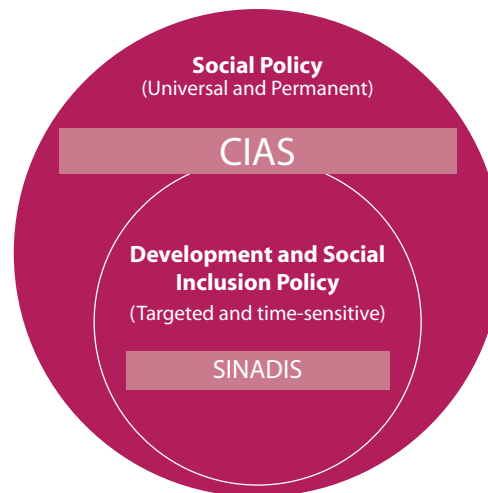 Social Policy
(Universal and Permanent)
CIAS
Development and Social
Inclusion Policy
(Targeted and time-sensitive)
SINADIS